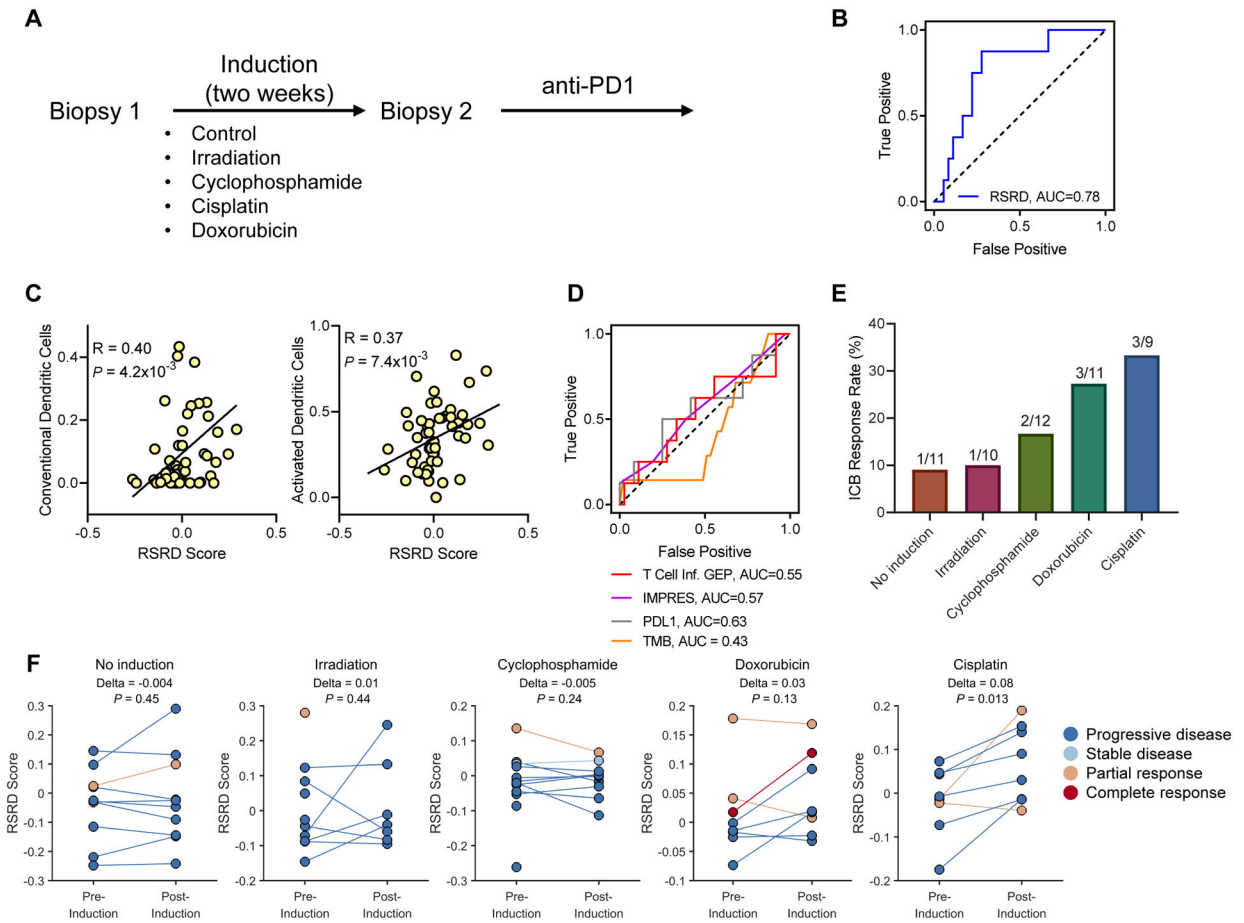 A
Biopsy 1
Induction
(two weeks)
Biopsy 2
anti-PD1
• Control
• Irradiation
• Cyclophosphamide
• Cisplatin
• Doxorubicin
B
True Positive
1.0
0.5
0.0
RSRD, AUC=0.78
0.0 0.5 1.0
False Positive
C
Conventional Dendritic Cells
R = 0.40
P = 4.2x10⁻³
0.4
0.2
0.0
-0.5 0.0 0.5
RSRD Score
Activated Dendritic Cells
R = 0.37
P = 7.4x10⁻³
1.0
0.5
0.0
-0.5 0.0 0.5
RSRD Score
D
True Positive
1.0
0.5
0.0
0.0 0.5 1.0
False Positive
T Cell Inf. GEP, AUC=0.55
IMPRES, AUC=0.57
PDL1, AUC=0.63
TMB, AUC = 0.43
E
ICB Response Rate (%)
40
30
20
10
0
1/11
1/10
2/12
3/11
3/9
No induction
Irradiation
Cyclophosphamide
Doxorubicin
Cisplatin
F
No induction
Delta = -0.004
P = 0.45
RSRD Score
0.3
0.2
0.1
0.0
-0.1
-0.2
-0.3
Pre-
Induction
Post-
Induction
Irradiation
Delta = 0.01
P = 0.44
RSRD Score
0.3
0.2
0.1
0
-0.1
-0.2
Pre-
Induction
Post-
Induction
Cyclophosphamide
Delta = -0.005
P = 0.24
RSRD Score
0.2
0.1
0
-0.1
-0.2
-0.3
Pre-
Induction
Post-
Induction
Doxorubicin
Delta = 0.03
P = 0.13
RSRD Score
0.2
0.15
0.1
0.05
0
-0.05
-0.1
Pre-
Induction
Post-
Induction
Cisplatin
Delta = 0.08
P = 0.013
RSRD Score
0.2
0.1
0
-0.1
-0.2
Pre-
Induction
Post-
Induction
Progressive disease
Stable disease
Partial response
Complete response